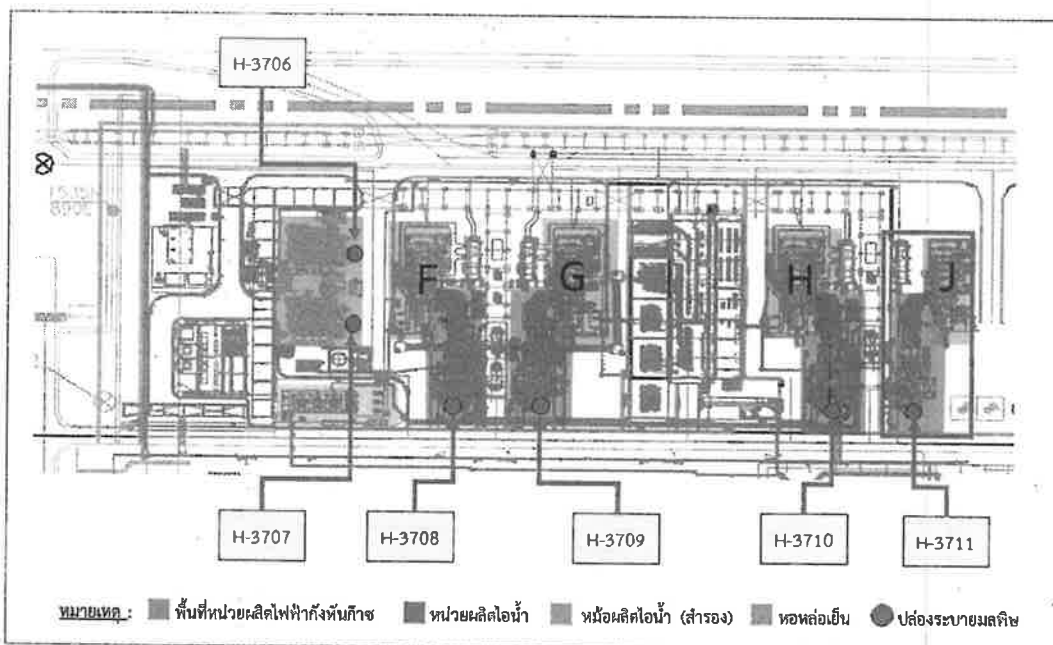 H-3706
F
G
H
J
H-3707
H-3708
H-3709
H-3710
H-3711
หมายเหตุ :
พื้นที่หน่วยผลิตไฟฟ้ากังหันก๊าซ
หน่วยผลิตไอน้ำ
หม้อผลิตไอน้ำ (สำรอง)
หอหล่อเย็น
ปล่องระบายมลพิษ